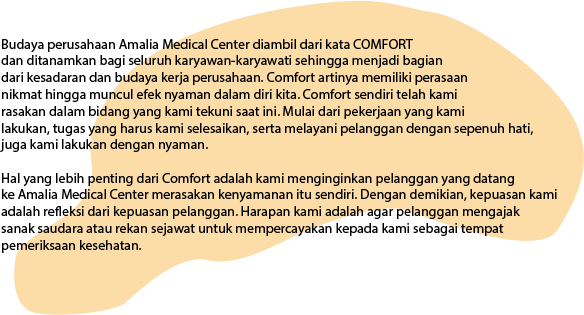 Budaya perusahaan Amalia Medical Center diambil dari kata COMFORT
dan ditanamkan bagi seluruh karyawan-karyawati sehingga menjadi bagian
dari kesadaran dan budaya kerja perusahaan. Comfort artinya memiliki perasaan
nikmat hingga muncul efek nyaman dalam diri kita. Comfort sendiri telah kami
rasakan dalam bidang yang kami tekuni saat ini. Mulai dari pekerjaan yang kami
lakukan, tugas yang harus kami selesaikan, serta melayani pelanggan dengan sepenuh hati,
juga kami lakukan dengan nyaman.
Hal yang lebih penting dari Comfort adalah kami menginginkan pelanggan yang datang
ke Amalia Medical Center merasakan kenyamanan itu sendiri. Dengan demikian, kepuasan kami
adalah refleksi dari kepuasan pelanggan. Harapan kami adalah agar pelanggan mengajak
sanak saudara atau rekan sejawat untuk mempercayakan kepada kami sebagai tempat
pemeriksaan kesehatan.